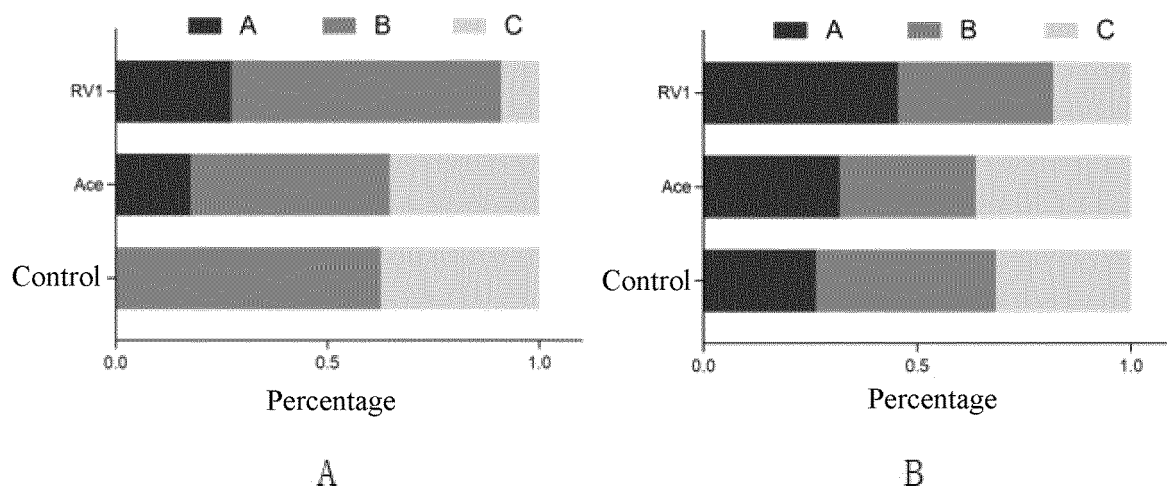 A B C
RV1
Ace
Control
0.0 0.5 1.0
Percentage
A
A B C
RV1
Ace
Control
0.0 0.5 1.0
Percentage
B